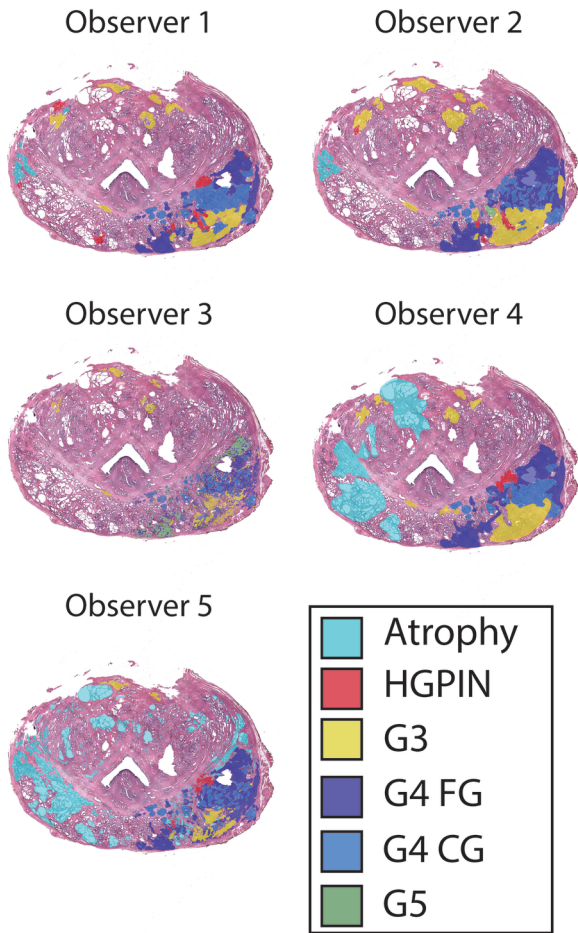 Observer 1
Observer 2
Observer 3
Observer 4
Observer 5
Atrophy
HGPIN
G3
G4 FG
G4 CG
G5